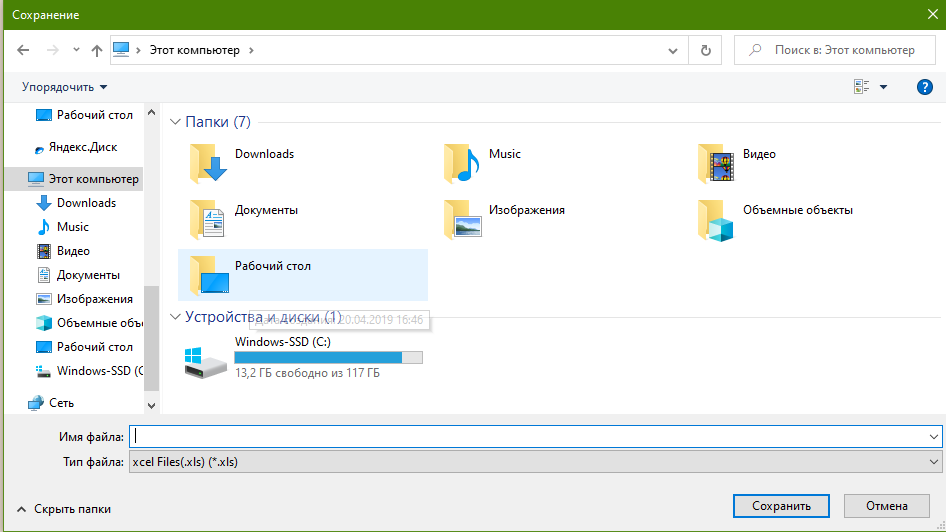 Сохранение
Этот компьютер
Поиск в: Этот компьютер
Упорядочить
Рабочий стол
Яндекс.Диск
Этот компьютер
Downloads
Music
Видео
Документы
Изображения
Объемные объ
Рабочий стол
Windows-SSD (C
Сеть
Папки (7)
Downloads
Music
Видео
Документы
Изображения
Объемные объекты
Рабочий стол
Устройства и диски (1)
Дата создания: 20.04.2019 16:46
Windows-SSD (C:)
13,2 ГБ свободно из 117 ГБ
Имя файла:
Тип файла: xcel Files(.xls) (*.xls)
Скрыть папки
Сохранить
Отмена